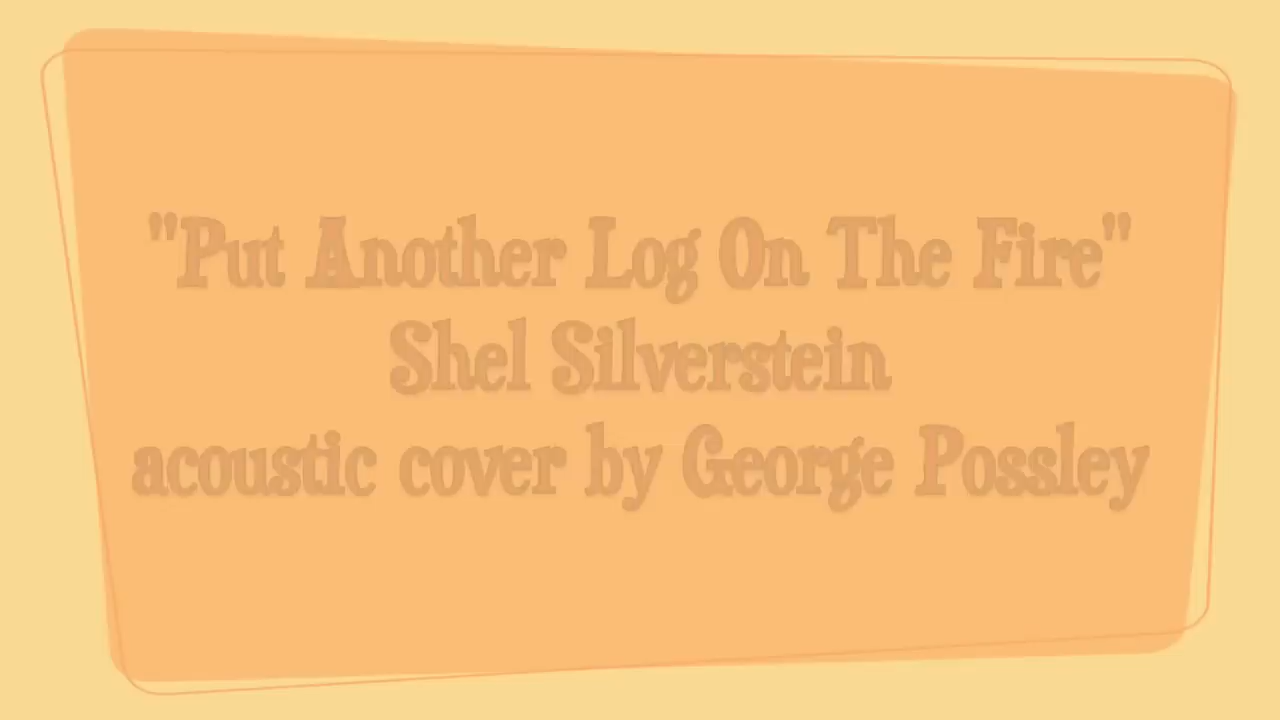 "Put Another Log On The Fire"
Shel Silverstein
acoustic cover by George Possley